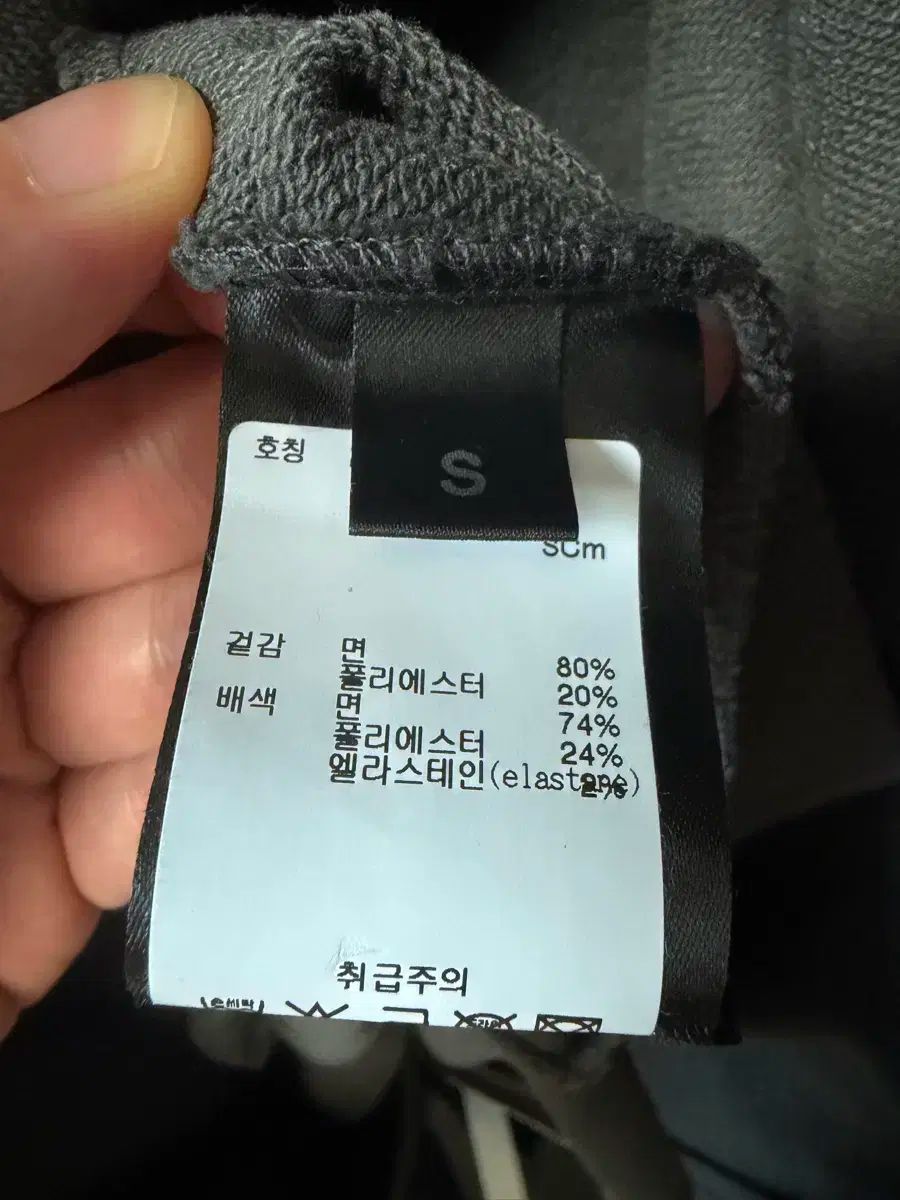 호칭
S
5Cm
겉감 면 80%
폴리에스터 20%
배색 면 74%
폴리에스터 24%
엘라스테인(elastane) 2%
취급주의